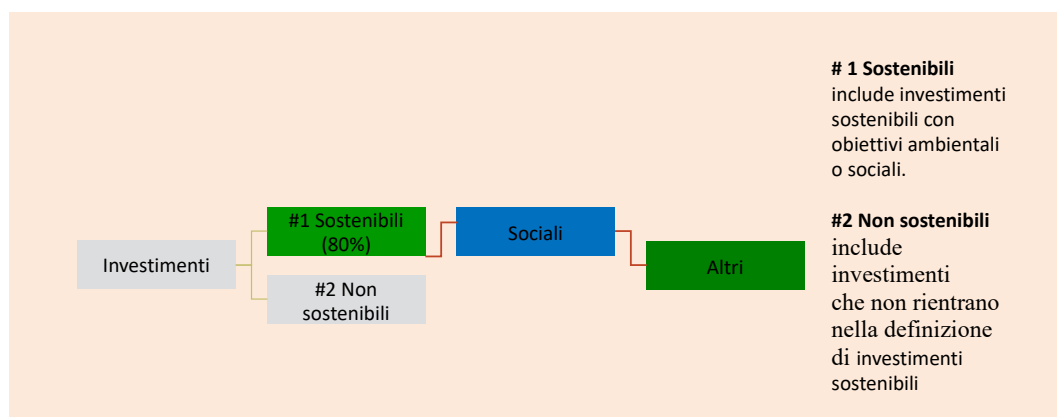 Investimenti
#1 Sostenibili
(80%)
#2 Non
sostenibili
Sociali
Altri
# 1 Sostenibili
include investimenti
sostenibili con
obiettivi ambientali
o sociali.
#2 Non sostenibili
include
investimenti
che non rientrano
nella definizione
di investimenti
sostenibili